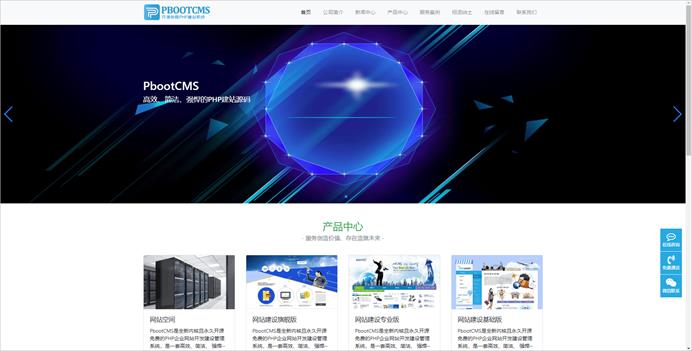 PBOOTCMS
开源免费PHP建站系统
首页 公司简介 新闻中心 产品中心 服务案例 招贤纳士 在线留言 联系我们
PbootCMS
高效、简洁、强悍的PHP建站源码
产品中心
- 服务创造价值、存在造就未来 -
网站空间
PbootCMS是全新内核且永久开源
免费的PHP企业网站开发建设管理
系统，是一套高效、简洁、 强悍···
网站建设旗舰版
PbootCMS是全新内核且永久开源
免费的PHP企业网站开发建设管理
系统，是一套高效、简洁、 强悍···
网站建设专业版
PbootCMS是全新内核且永久开源
免费的PHP企业网站开发建设管理
系统，是一套高效、简洁、 强悍···
网站建设基础版
PbootCMS是全新内核且永久开源
免费的PHP企业网站开发建设管理
系统，是一套高效、简洁、 强悍···
在线咨询
免费通话
微信联系